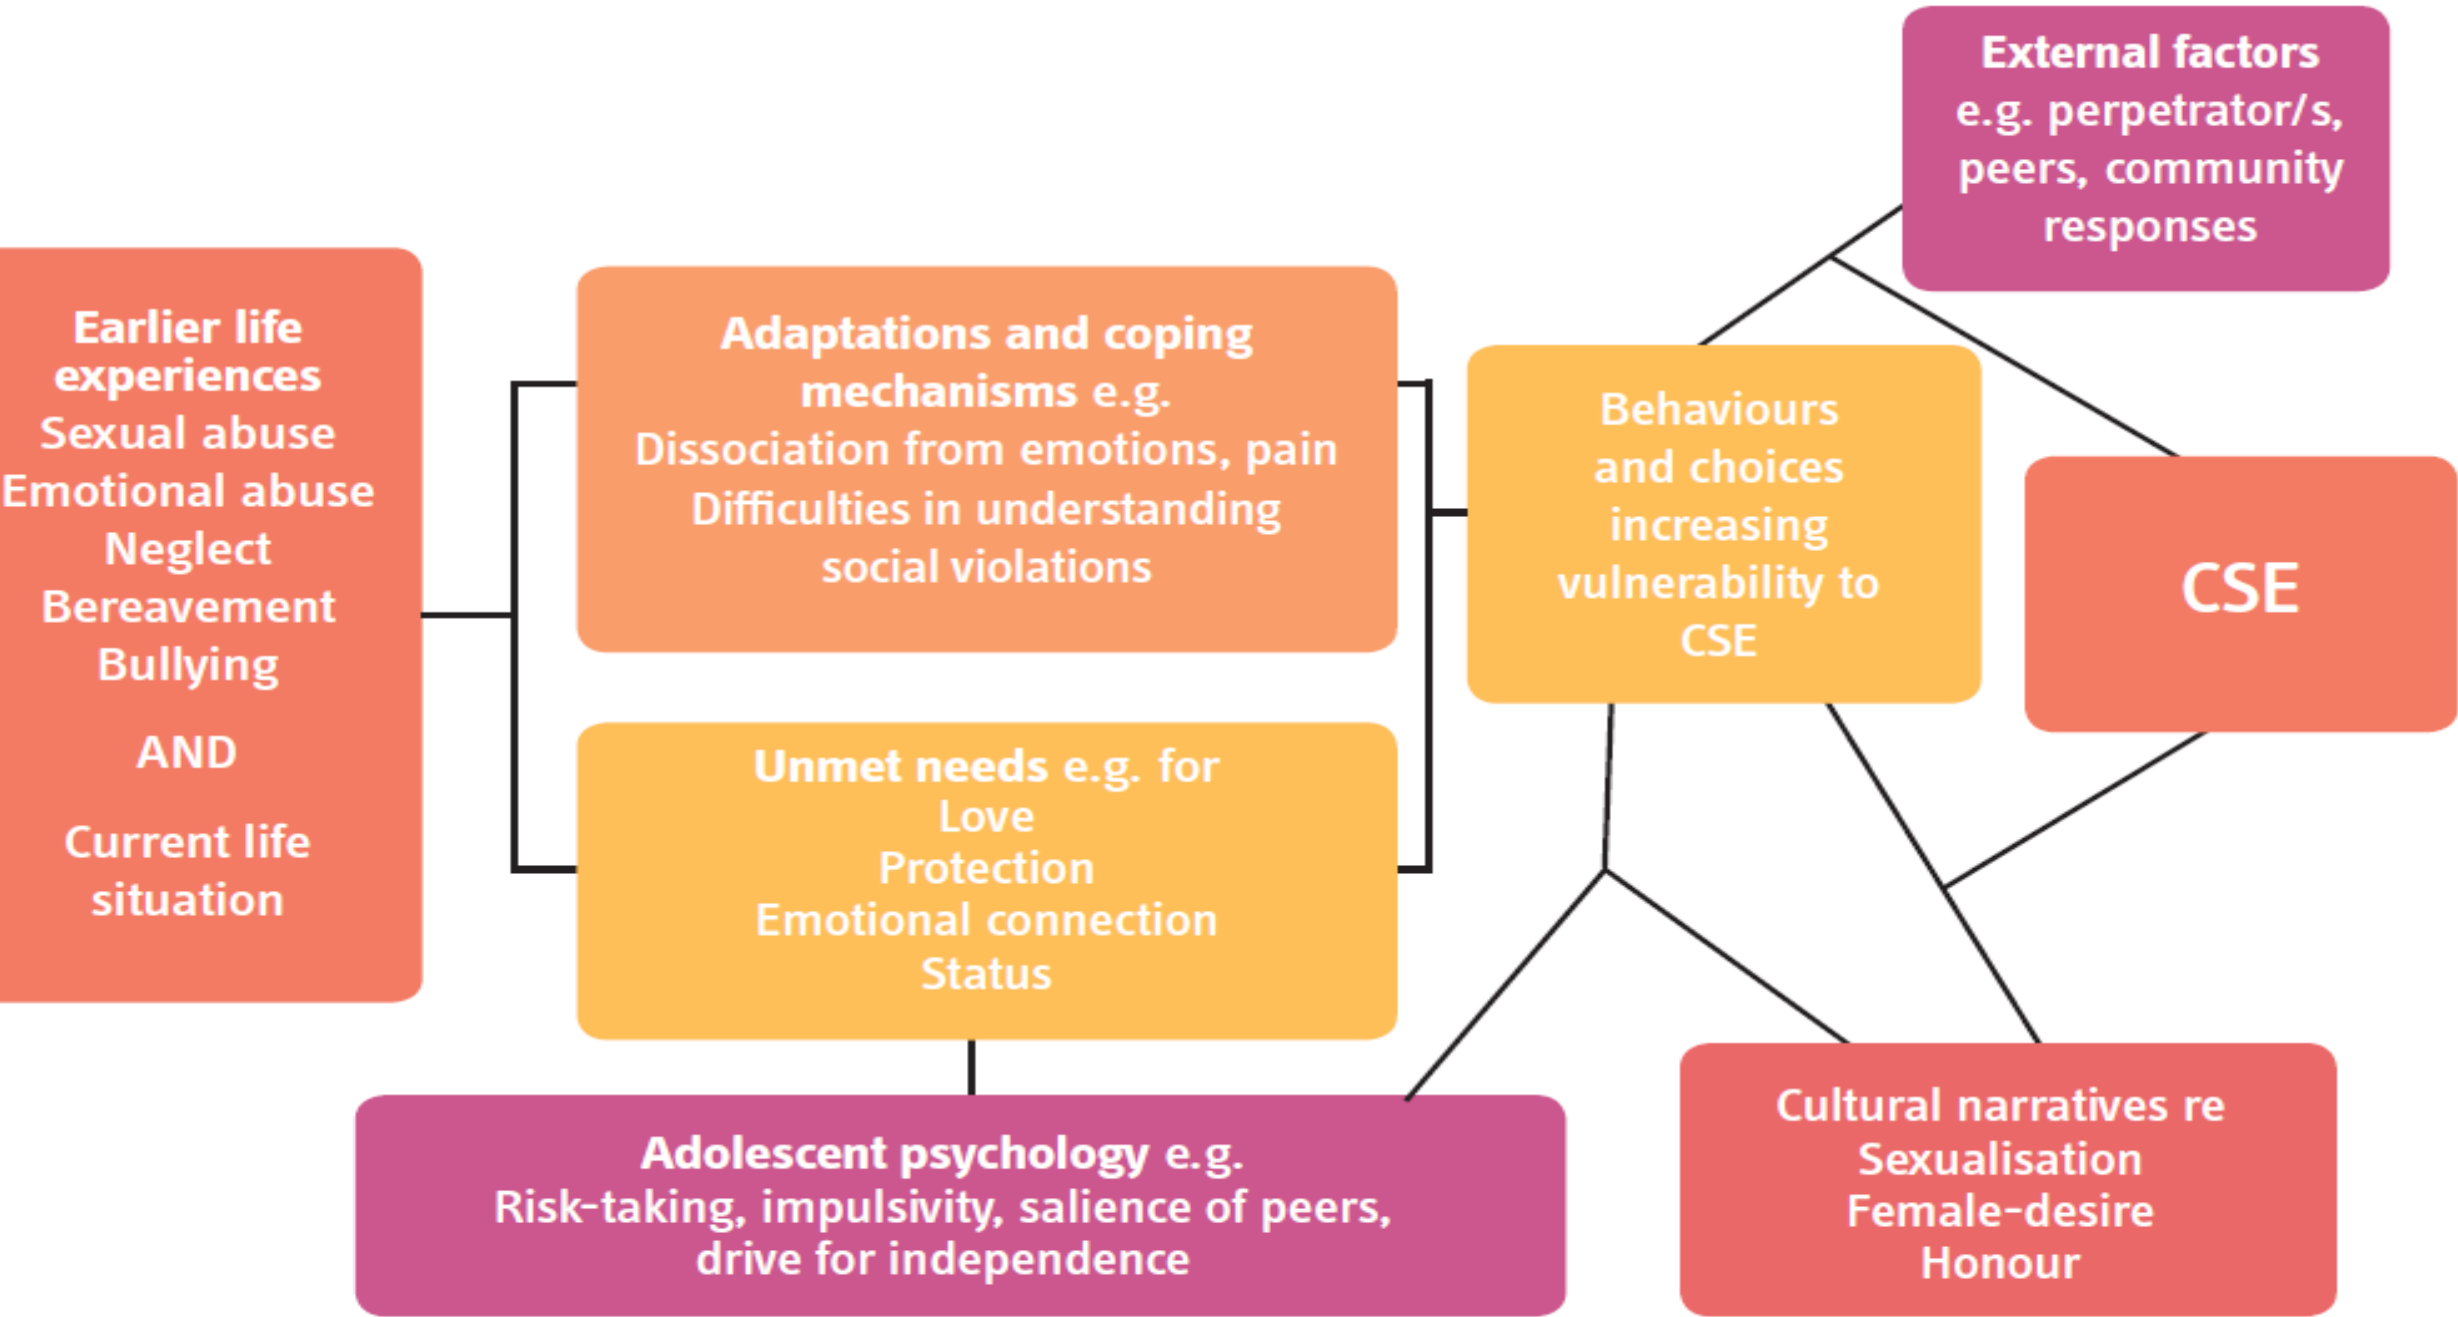 External factors
e.g. perpetrator/s,
peers, community
responses
Earlier life
experiences
Sexual abuse
Emotional abuse
Neglect
Bereavement
Bullying
AND
Current life
situation
Adaptations and coping
mechanisms e.g.
Dissociation from emotions, pain
Difficulties in understanding
social violations
Unmet needs e.g. for
Love
Protection
Emotional connection
Status
Behaviours
and choices
increasing
vulnerability to
CSE
CSE
Adolescent psychology e.g.
Risk-taking, impulsivity, salience of peers,
drive for independence
Cultural narratives re
Sexualisation
Female-desire
Honour